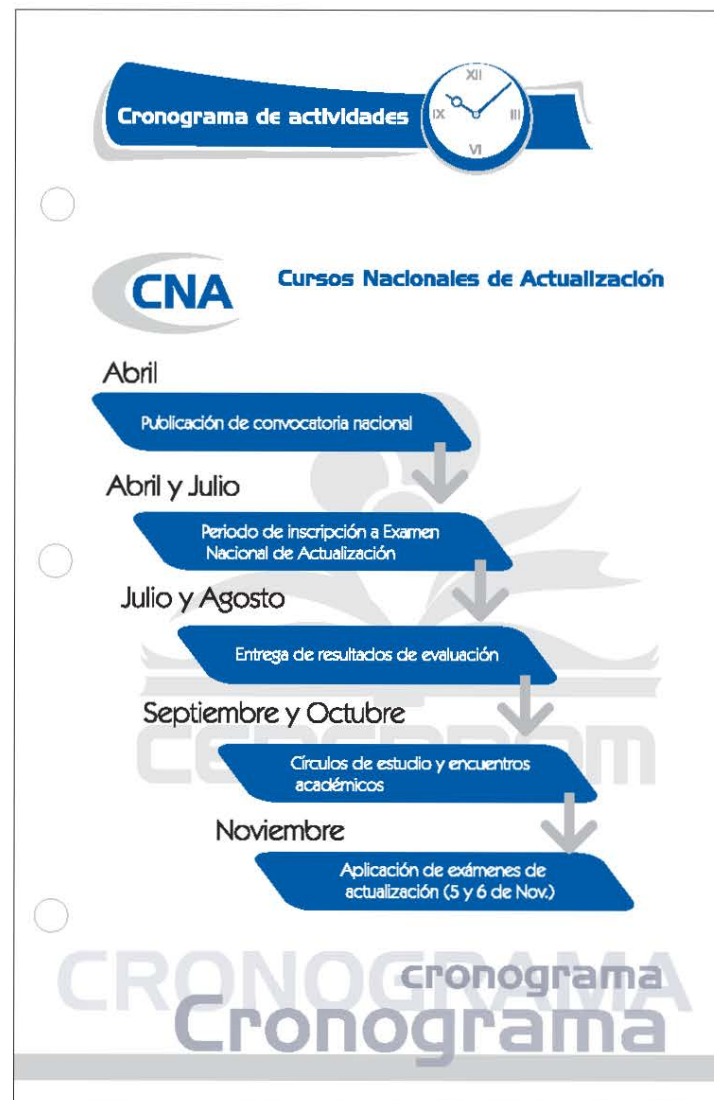 Cronograma de actividades
XII
IX
III
VI
CNA
Cursos Nacionales de Actualización
Abril
Publicación de convocatoria nacional
Abril y Julio
Periodo de inscripción a Examen
Nacional de Actualización
Julio y Agosto
Entrega de resultados de evaluación
Septiembre y Octubre
Círculos de estudio y encuentros
académicos
Noviembre
Aplicación de exámenes de
actualización (5 y 6 de Nov.)
CRONOGRAMA
cronograma
Cronograma